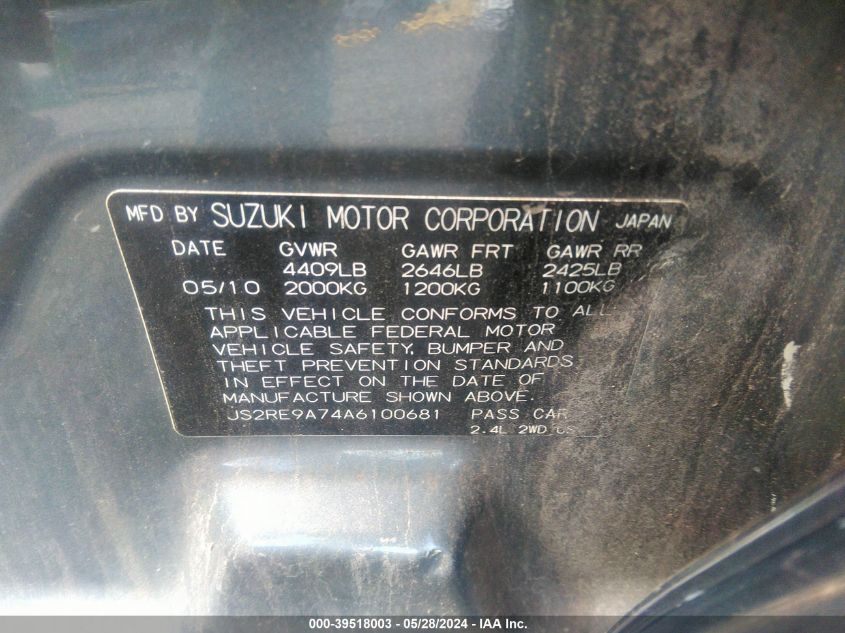 MFD BY SUZUKI MOTOR CORPORATION JAPAN
DATE GVWR GAWR FRT GAWR RR
4409LB 2646LB 2425LB
05/10 2000KG 1200KG 1100KG
THIS VEHICLE CONFORMS TO ALL
APPLICABLE FEDERAL MOTOR
VEHICLE SAFETY, BUMPER AND
THEFT PREVENTION STANDARDS
IN EFFECT ON THE DATE OF
MANUFACTURE SHOWN ABOVE.
JS2RE9A74A6100681 PASS CAR
2.4L 2WD
000-39518003 - 05/28/2024 - IAA Inc.